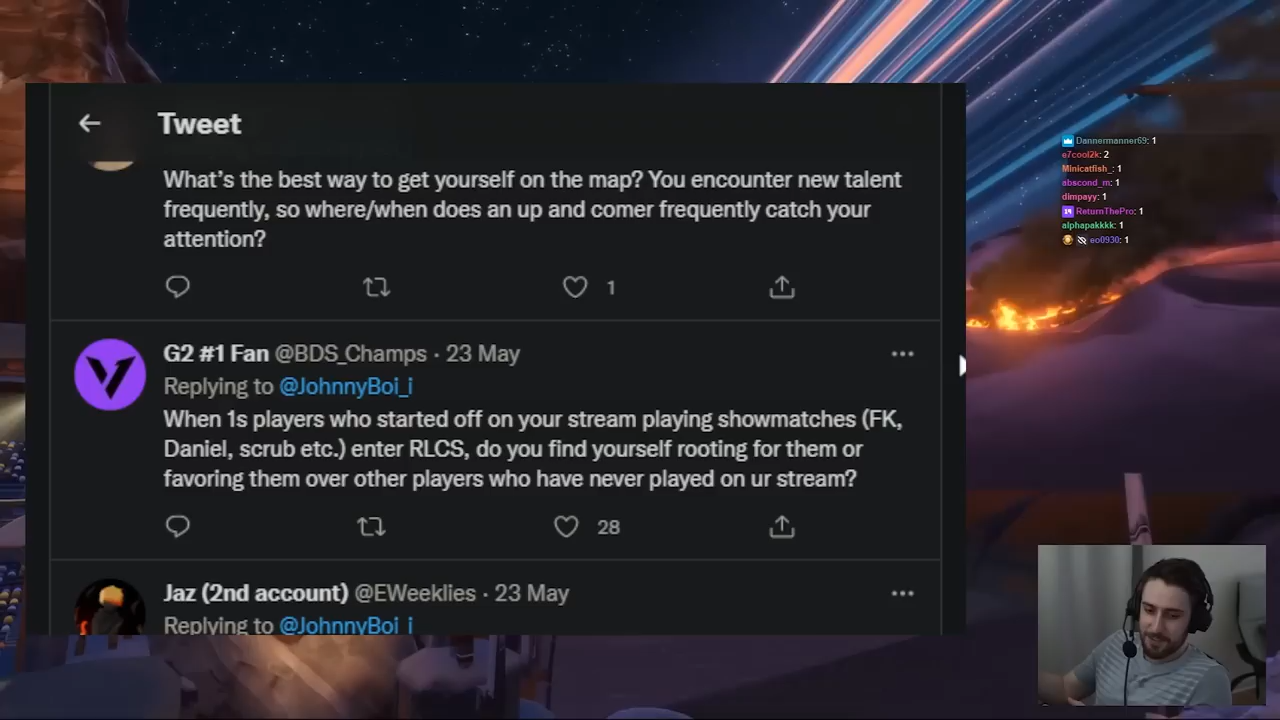 Tweet
What’s the best way to get yourself on the map? You encounter new talent
frequently, so where/when does an up and comer frequently catch your
attention?
1
G2 #1 Fan @BDS_Champs · 23 May
Replying to @JohnnyBoi_i
When 1s players who started off on your stream playing showmatches (FK,
Daniel, scrub etc.) enter RLCS, do you find yourself rooting for them or
favoring them over other players who have never played on ur stream?
28
Jaz (2nd account) @EWeeklies · 23 May
Replying to @JohnnyBoi_i
Dannermanner69: 1
e7cool2k: 2
Minicatfish_: 1
abscond_m: 1
dimpayy: 1
ReturnThePro: 1
alphapakkkk: 1
eo0930: 1